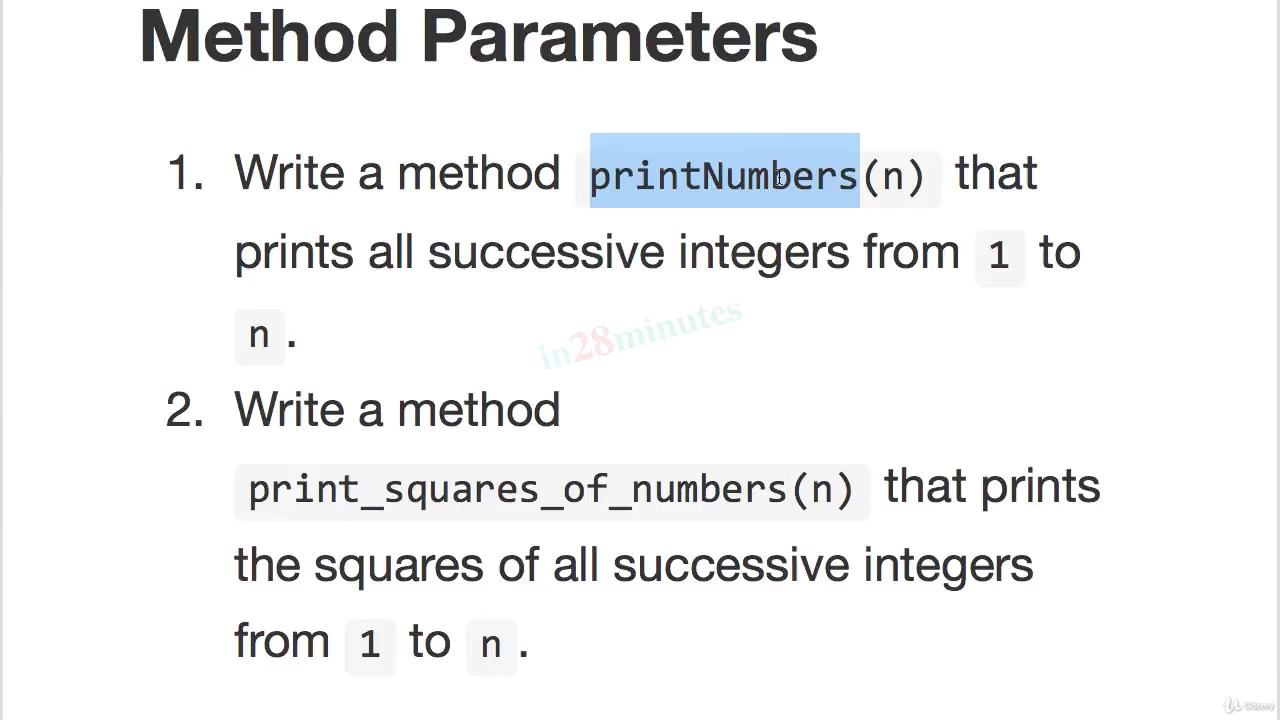 Method Parameters
1. Write a method printNumbers(n) that
prints all successive integers from 1 to
n.
in28minutes
2. Write a method
print_squares_of_numbers(n) that prints
the squares of all successive integers
from 1 to n.
Udemy